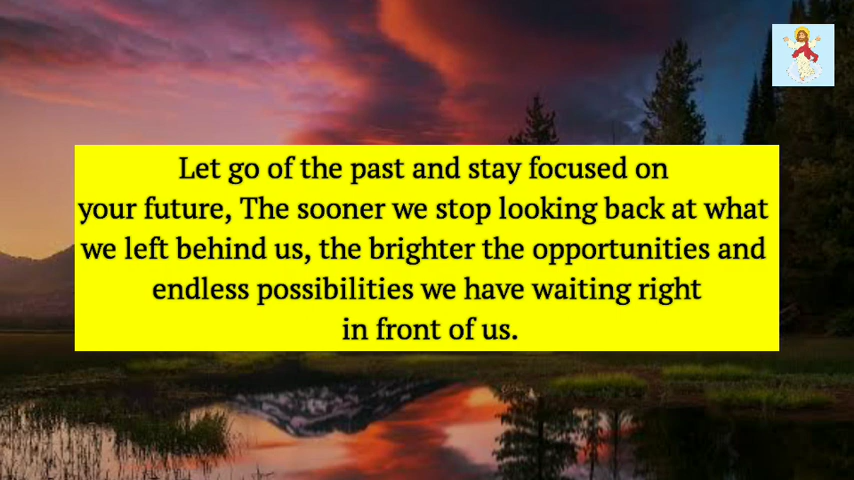 Let go of the past and stay focused on
your future, The sooner we stop looking back at what
we left behind us, the brighter the opportunities and
endless possibilities we have waiting right
in front of us.